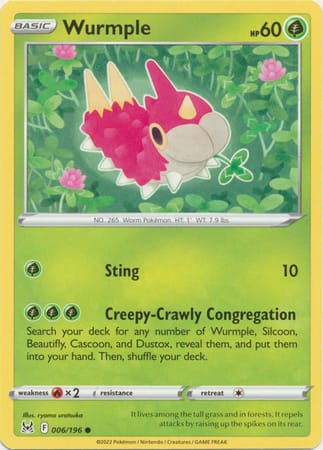 BASIC
Wurmple
HP 60
NO. 265 Worm Pokémon. HT: 1' WT: 7.9 lbs.
Sting 10
Creepy-Crawly Congregation
Search your deck for any number of Wurmple, Silcoon,
Beautifly, Cascoon, and Dustox, reveal them, and put them
into your hand. Then, shuffle your deck.
weakness ×2 resistance retreat
Illus. ryoma uratsuka
F 006/196
It lives among the tall grass and in forests. It repels
attacks by raising up the spikes on its rear.
©2022 Pokémon / Nintendo / Creatures / GAME FREAK